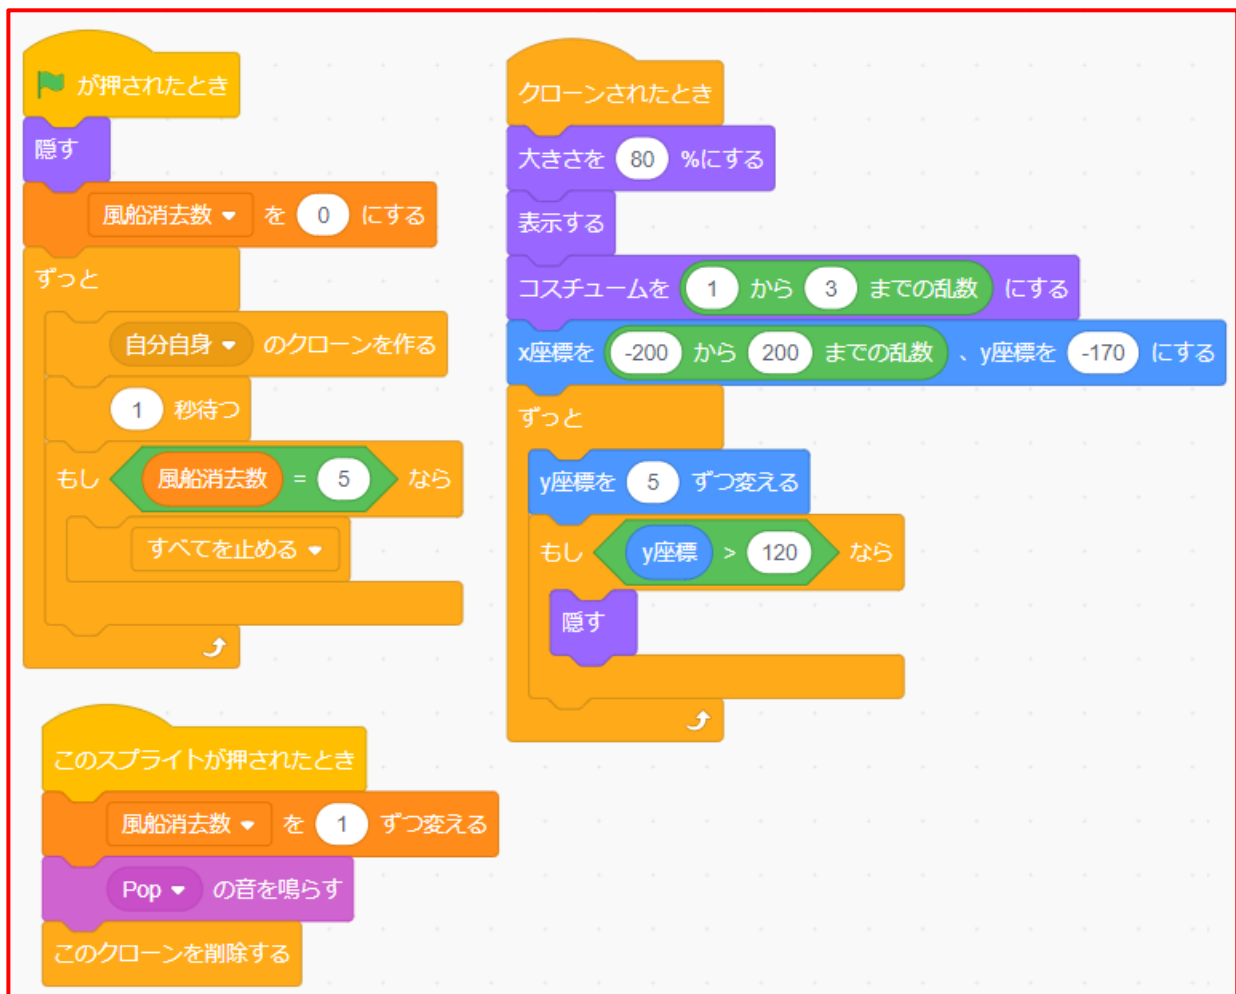 が押されたとき
隠す
風船消去数 を 0 にする
ずっと
自分自身 のクローンを作る
1 秒待つ
もし 風船消去数 = 5 なら
すべてを止める
クローンされたとき
大きさを 80 %にする
表示する
コスチュームを 1 から 3 までの乱数 にする
x座標を -200 から 200 までの乱数 、y座標を -170 にする
ずっと
y座標を 5 ずつ変える
もし y座標 > 120 なら
隠す
このスプライトが押されたとき
風船消去数 を 1 ずつ変える
Pop の音を鳴らす
このクローンを削除する